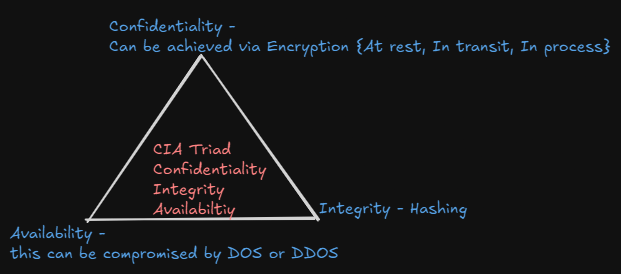 Confidentiality -
Can be achieved via Encryption {At rest, In transit, In process}
CIA Triad
Confidentiality
Integrity
Availabiltiy
Integrity - Hashing
Availability -
this can be compromised by DOS or DDOS